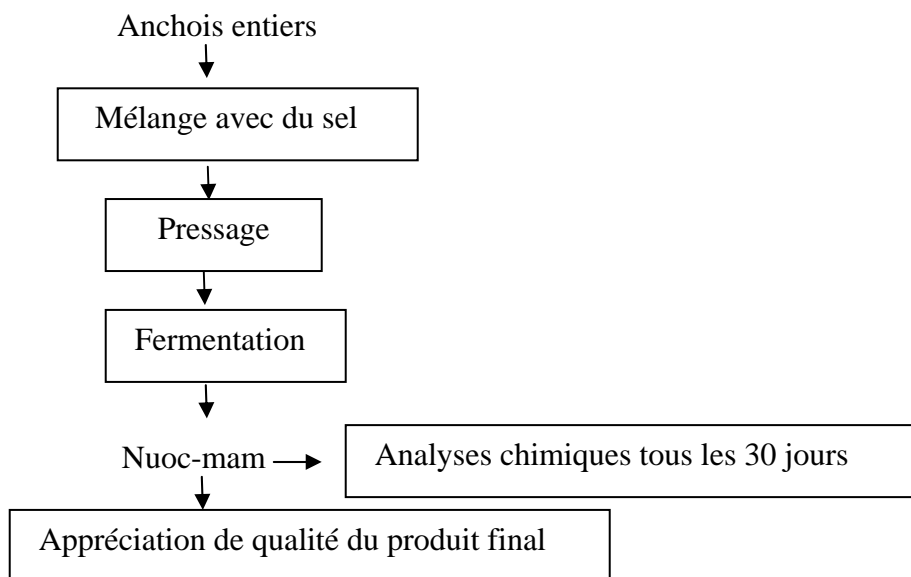 Anchois entiers
Mélange avec du sel
Pressage
Fermentation
Nuoc-mam
Analyses chimiques tous les 30 jours
Appréciation de qualité du produit final